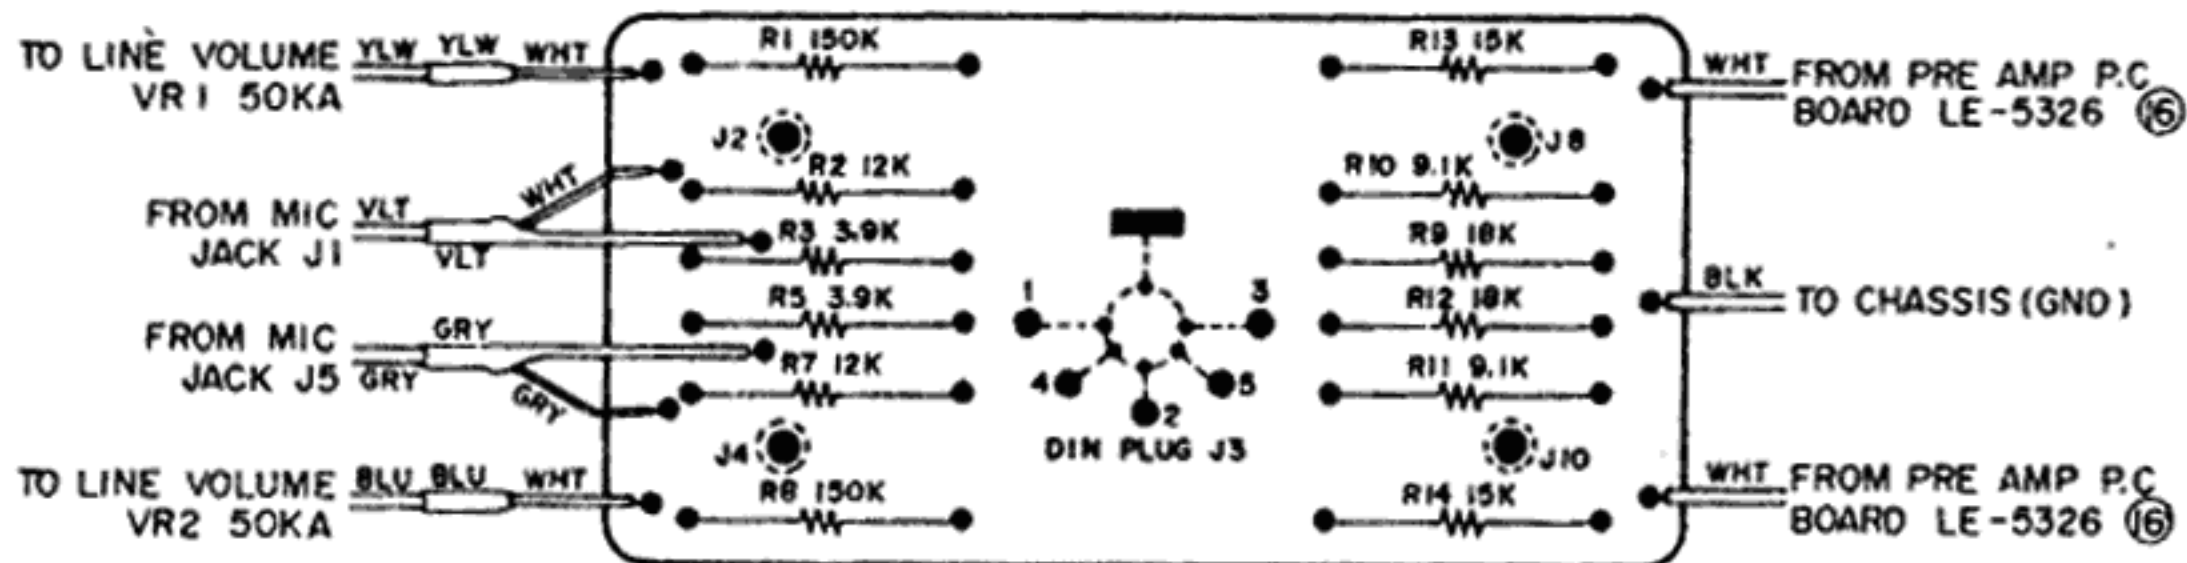 TO LINE VOLUME
VR1 50KA
YLW YLW WHT
R1 150K
J2
R2 12K
FROM MIC
JACK J1
VLT
WHT
VLT
R3 3.9K
R5 3.9K
FROM MIC
JACK J5
GRY
GRY
GRY
R7 12K
J4
TO LINE VOLUME
VR2 50KA
BLU BLU WHT
R8 150K
1
3
4
5
2
DIN PLUG J3
R13 15K
J8
R10 9.1K
R9 18K
R12 18K
R11 9.1K
J10
R14 15K
WHT
FROM PRE AMP P.C
BOARD LE-5326 16
BLK
TO CHASSIS (GND)
WHT
FROM PRE AMP P.C
BOARD LE-5326 16